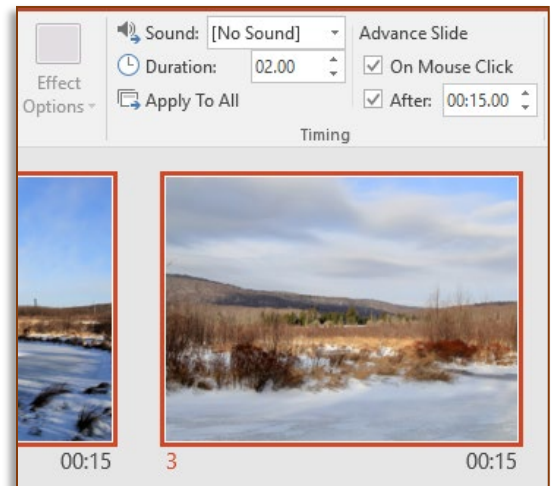 Sound: [No Sound]
Duration: 02.00
Apply To All
Effect
Options
Advance Slide
On Mouse Click
After: 00:15.00
Timing
00:15
3 00:15